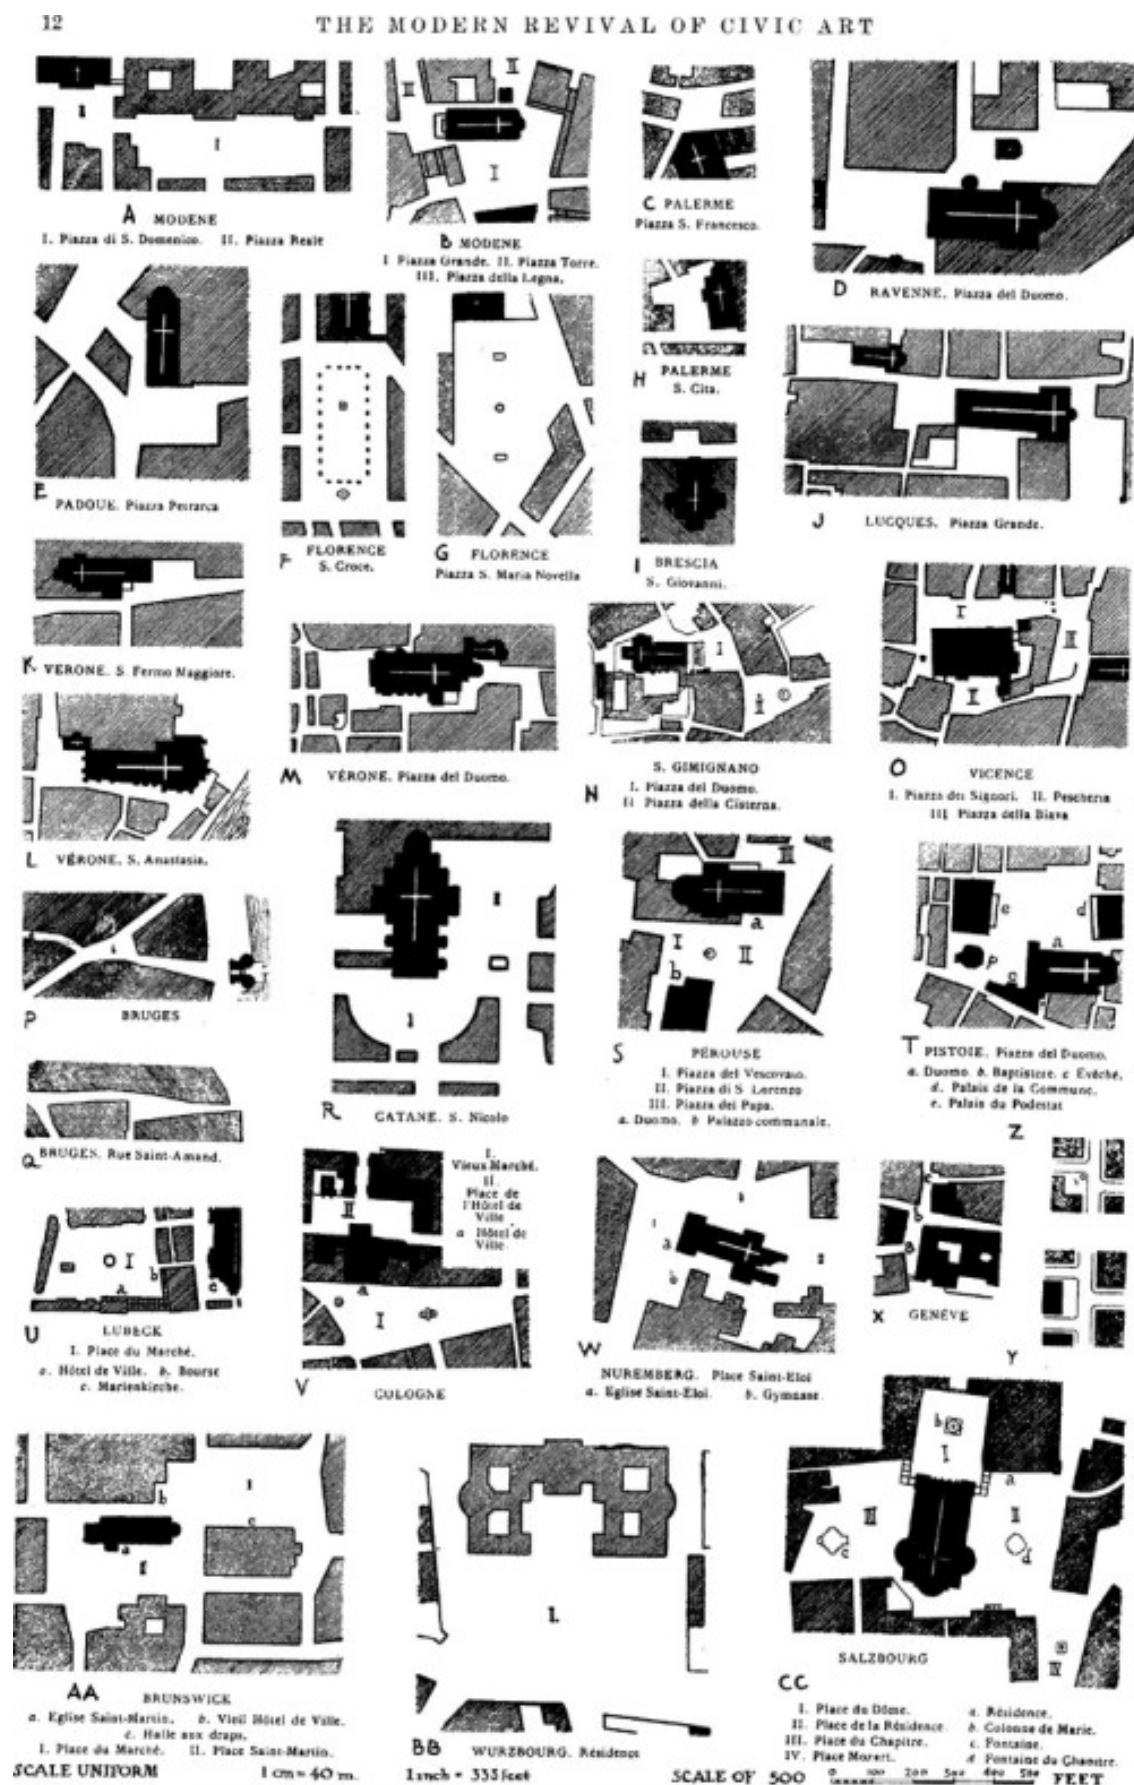 12
THE MODERN REVIVAL OF CIVIC ART
A MODENE
I. Piazza di S. Domenico. II. Piazza Reale
B MODENE
I Piazza Grande. II. Piazza Torre.
III. Piazza della Legna.
C PALERME
Piazza S. Francesco.
D RAVENNE. Piazza del Duomo.
E PADOUE. Piazza Petrarca
F FLORENCE
S. Croce.
G FLORENCE
Piazza S. Maria Novella
H PALERME
S. Cita.
I BRESCIA
S. Giovanni.
J LUCQUES. Piazza Grande.
K VERONE. S. Fermo Maggiore.
L VÉRONE. S. Anastasia.
M VÉRONE. Piazza del Duomo.
N S. GIMIGNANO
I. Piazza del Duomo.
II Piazza della Cisterna.
O VICENCE
I. Piazza dei Signori. II. Pescheria
III Piazza della Biava
P BRUGES
Q BRUGES. Rue Saint-Amand.
R CATANE. S. Nicolo
S PÉROUSE
I. Piazza del Vescovato.
II. Piazza di S. Lorenzo
III. Piazza dei Papa.
a. Duomo. b Palazzo communale.
T PISTOIE. Piazza del Duomo.
a. Duomo. b. Baptistere. c Evêché.
d. Palais de la Commune.
e. Palais du Podestat
Z
U LUBECK
I. Place du Marché.
a. Hôtel de Ville. b. Bourse
c. Marienkirche.
I.
Vieux Marché.
II.
Place de
l'Hôtel de
Ville
a Hôtel de
Ville.
V COLOGNE
W NUREMBERG. Place Saint-Eloi
a. Eglise Saint-Eloi. b. Gymnase.
X GENÈVE
Y
AA BRUNSWICK
a. Eglise Saint-Martin. b. Vieil Hôtel de Ville.
c. Halle aux draps.
I. Place du Marché. II. Place Saint-Martin.
BB WURZBOURG. Résidence
CC SALZBOURG
I. Place du Dôme. a. Résidence.
II. Place de la Résidence. b. Colonne de Marie.
III. Place du Chapitre. c. Fontaine.
IV. Place Mozart. d Fontaine du Chapitre.
SCALE UNIFORM 1 cm = 40 m. 1 inch = 333 feet SCALE OF 500 0 100 200 300 400 500 FEET